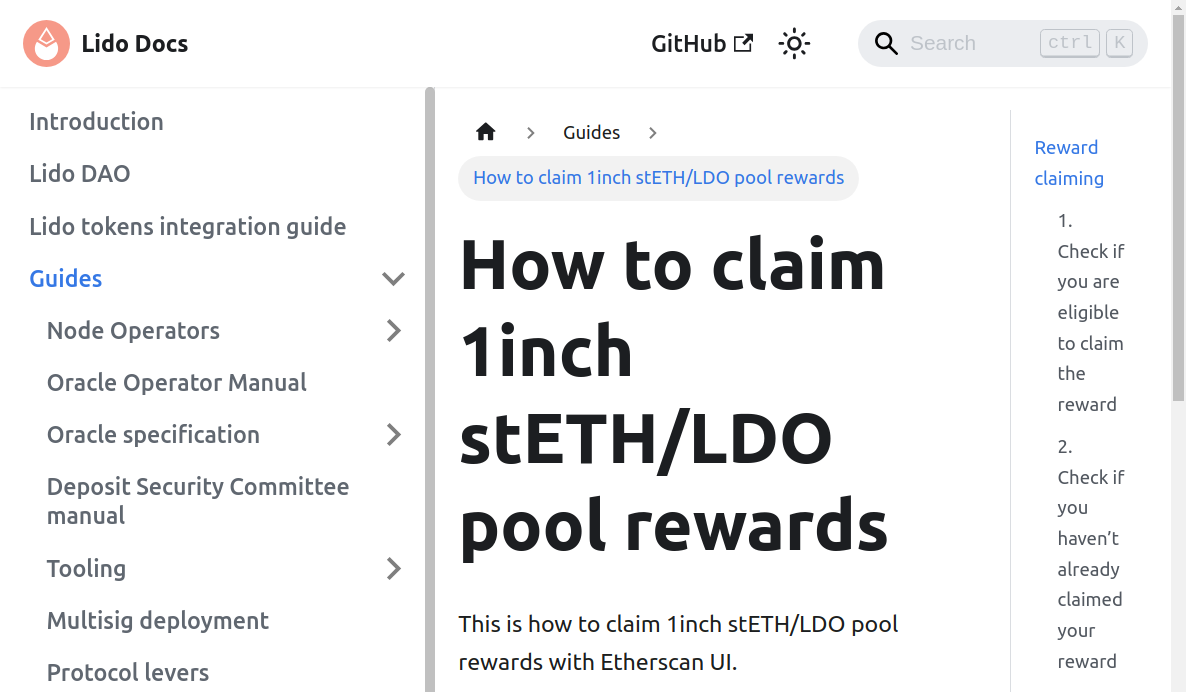 Lido Docs
GitHub
Search
ctrl K
Introduction
Lido DAO
Lido tokens integration guide
Guides
Node Operators
Oracle Operator Manual
Oracle specification
Deposit Security Committee
manual
Tooling
Multisig deployment
Protocol levers
Guides
How to claim 1inch stETH/LDO pool rewards
How to claim
1inch
stETH/LDO
pool rewards
This is how to claim 1inch stETH/LDO pool
rewards with Etherscan UI.
Reward
claiming
1.
Check if
you are
eligible
to claim
the
reward
2.
Check if
you
haven’t
already
claimed
your
reward